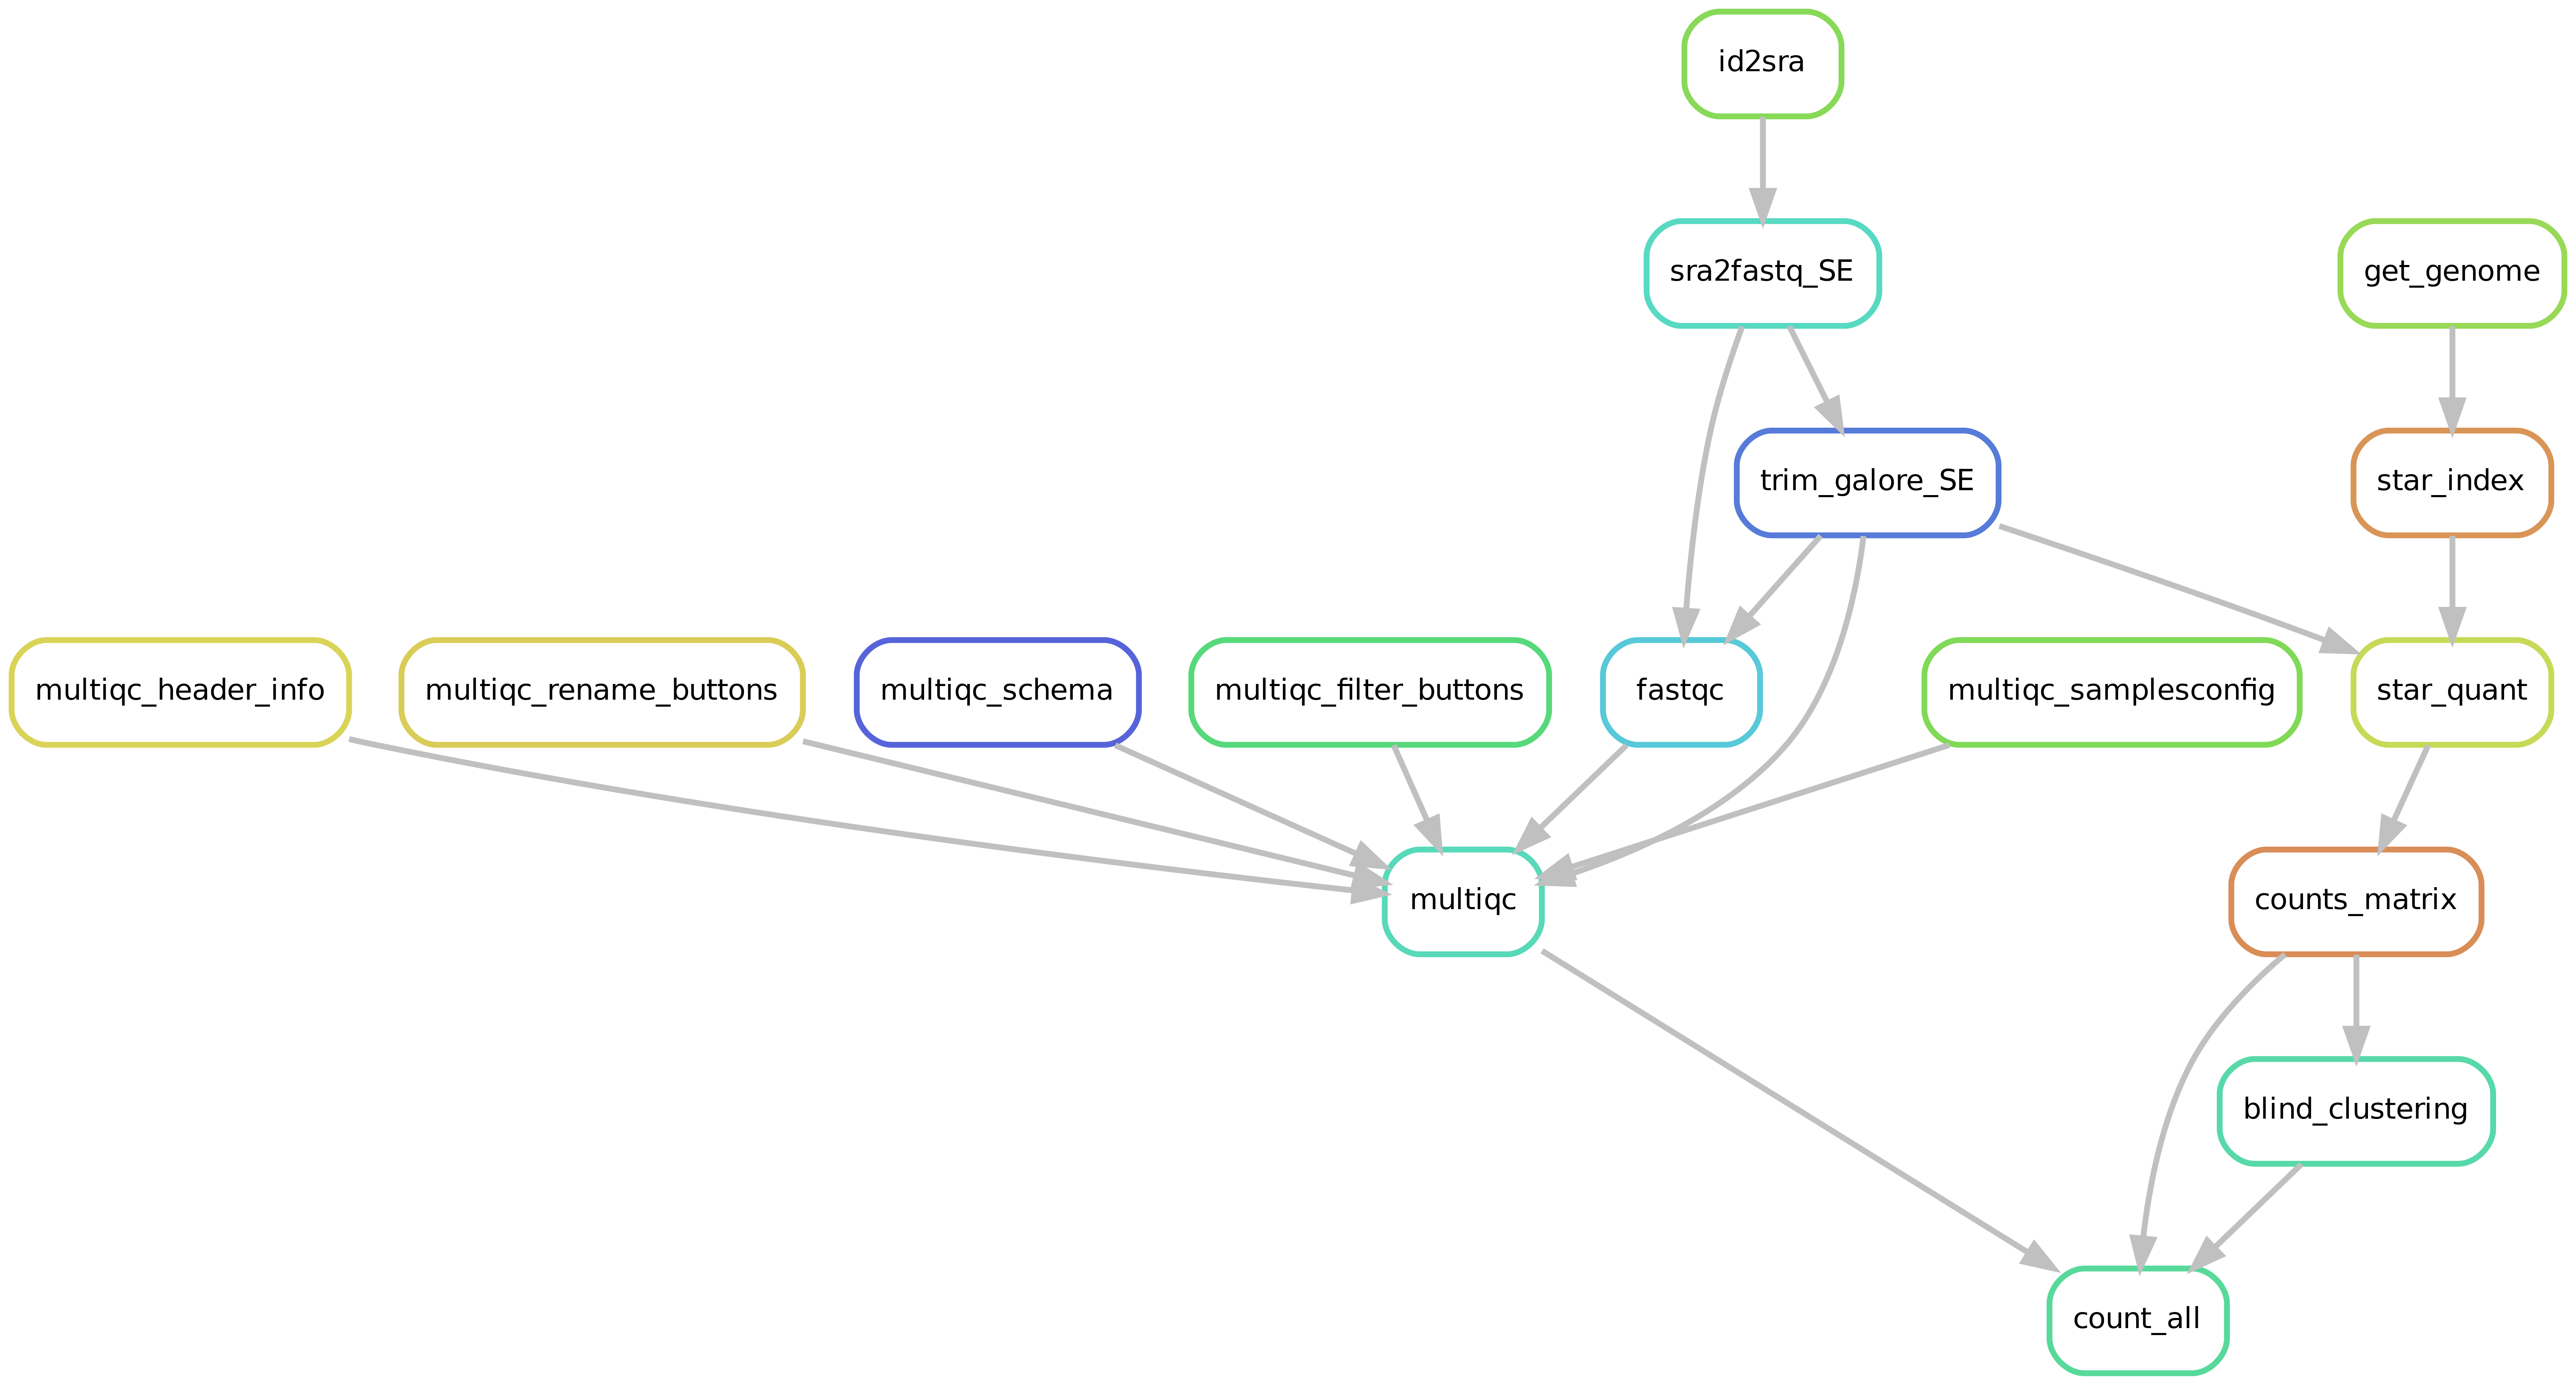 id2sra
sra2fastq_SE
get_genome
trim_galore_SE
star_index
multiqc_header_info
multiqc_rename_buttons
multiqc_schema
multiqc_filter_buttons
fastqc
multiqc_samplesconfig
star_quant
multiqc
counts_matrix
blind_clustering
count_all